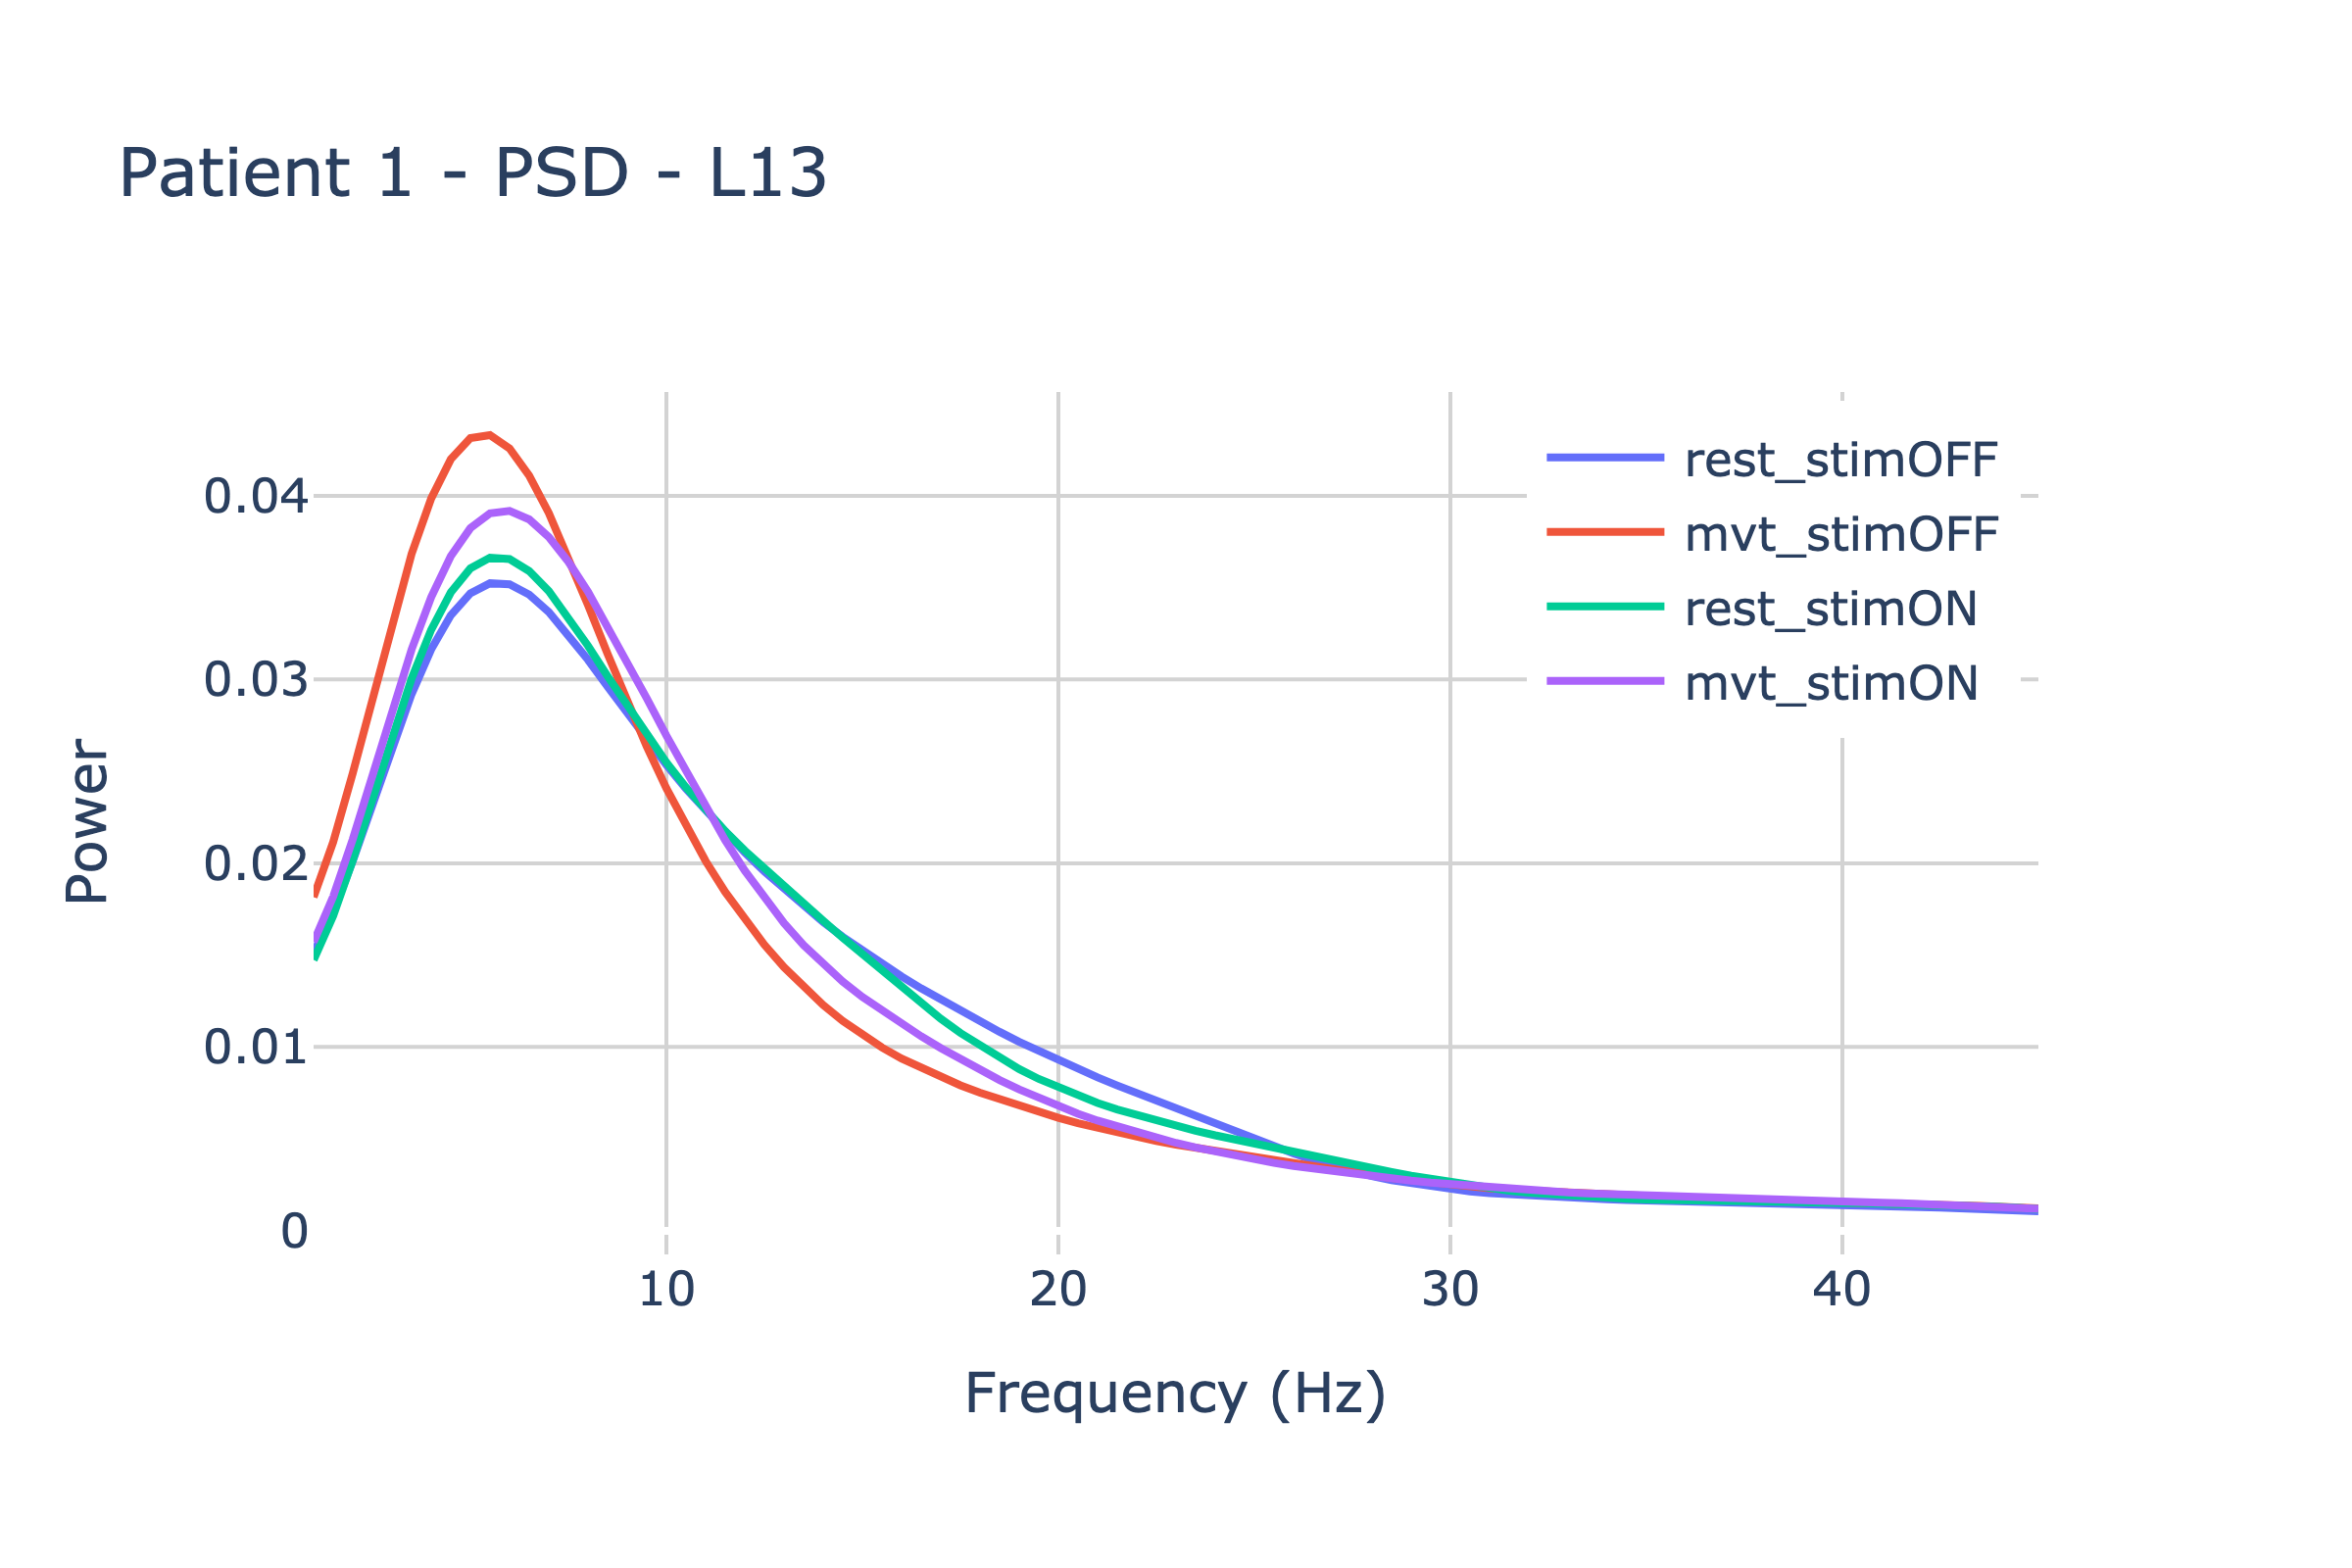 Patient 1 - PSD - L13
rest_stimOFF
mvt_stimOFF
rest_stimON
mvt_stimON
0.04
0.03
0.02
0.01
0
Power
10 20 30 40
Frequency (Hz)